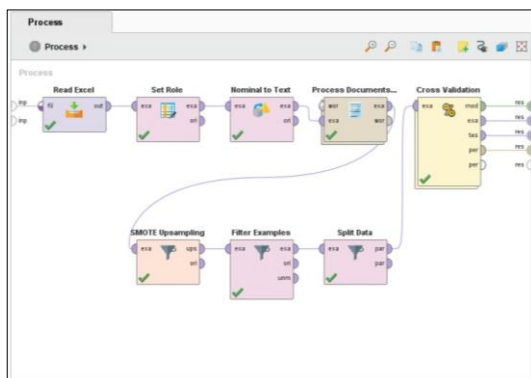 Process
Process
Process
Read Excel
Set Role
Nominal to Text
Process Documents...
Cross Validation
inp
fil
out
exa
exa
exa
exa
wor
exa
exa
mod
res
inp
ori
ori
exa
wor
exa
res
tes
res
per
res
per
res
SMOTE Upsampling
Filter Examples
Split Data
exa
ups
exa
exa
exa
par
ori
ori
par
unm